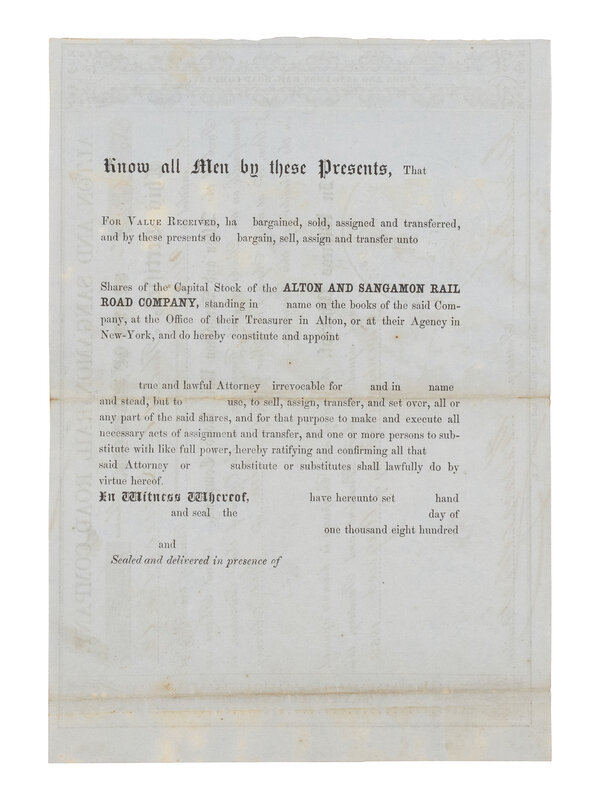 Know all Men by these Presents, That
For Value Received, ha bargained, sold, assigned and transferred,
and by these presents do bargain, sell, assign and transfer unto
Shares of the Capital Stock of the ALTON AND SANGAMON RAIL
ROAD COMPANY, standing in name on the books of the said Com-
pany, at the Office of their Treasurer in Alton, or at their Agency in
New-York, and do hereby constitute and appoint
true and lawful Attorney irrevocable for and in name
and stead, but to use, to sell, assign, transfer, and set over, all or
any part of the said shares, and for that purpose to make and execute all
necessary acts of assignment and transfer, and one or more persons to sub-
stitute with like full power, hereby ratifying and confirming all that
said Attorney or substitute or substitutes shall lawfully do by
virtue hereof.
In Witness Whereof, have hereunto set hand
and seal the day of
one thousand eight hundred
and
Sealed and delivered in presence of